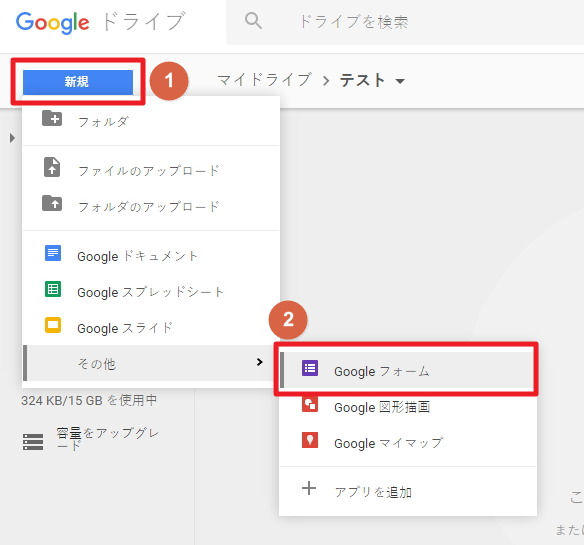 Google ドライブ
ドライブを検索
新規
1
マイドライブ > テスト
フォルダ
ファイルのアップロード
フォルダのアップロード
Google ドキュメント
Google スプレッドシート
Google スライド
その他
2
Google フォーム
Google 図形描画
Google マイマップ
アプリを追加
324 KB/15 GB を使用中
容量をアップグレ
ード
こ
または